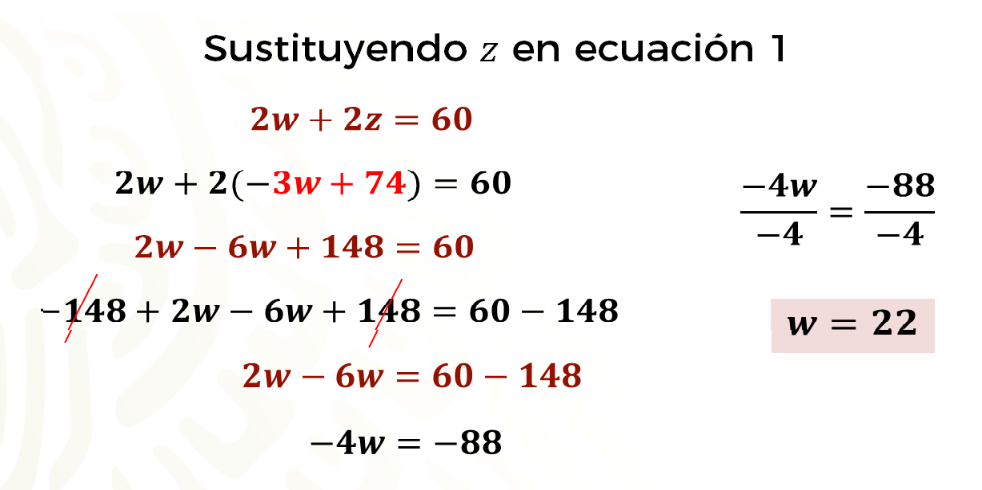 Sustituyendo z en ecuación 1
2w + 2z = 60
2w + 2(−3w + 74) = 60
2w − 6w + 148 = 60
−148 + 2w − 6w + 148 = 60 − 148
2w − 6w = 60 − 148
−4w = −88
−4w/−4 = −88/−4
w = 22